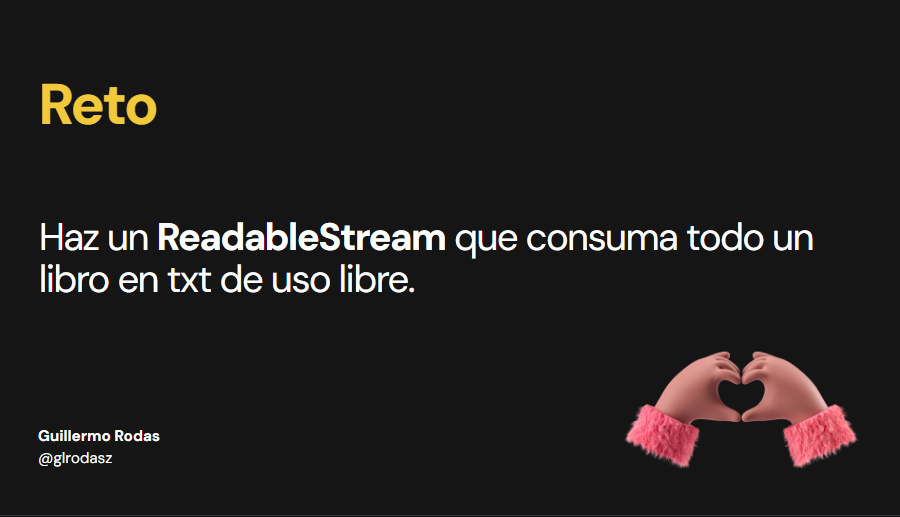 Reto
Haz un ReadableStream que consuma todo un
libro en txt de uso libre.
Guillermo Rodas
@glrodasz